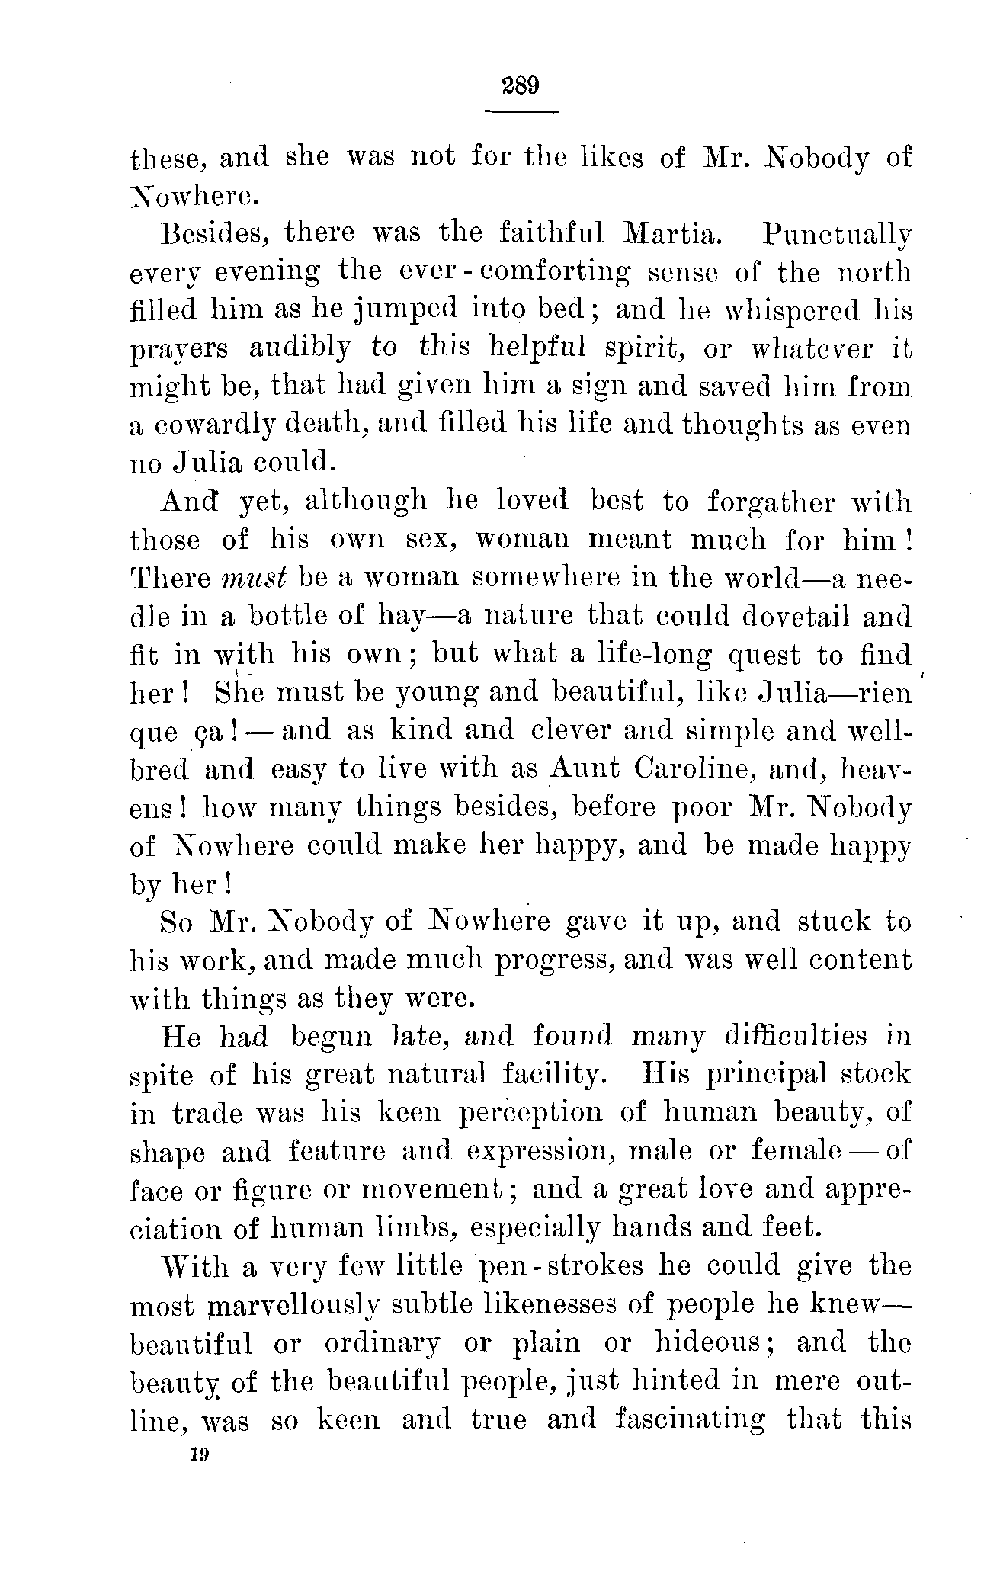 289
these, and she was not for the likes of Mr. Nobody of
Nowhere.
Besides, there was the faithful Martia. Punctually
every evening the ever-comforting sense of the north
filled him as he jumped into bed; and he whispered his
prayers audibly to this helpful spirit, or whatever it
might be, that had given him a sign and saved him from
a cowardly death, and filled his life and thoughts as even
no Julia could.
And yet, although he loved best to forgather with
those of his own sex, woman meant much for him!
There must be a woman somewhere in the world—a nee-
dle in a bottle of hay—a nature that could dovetail and
fit in with his own; but what a life-long quest to find
her! She must be young and beautiful, like Julia—rien
que ça!—and as kind and clever and simple and well-
bred and easy to live with as Aunt Caroline, and, heav-
ens! how many things besides, before poor Mr. Nobody
of Nowhere could make her happy, and be made happy
by her!
So Mr. Nobody of Nowhere gave it up, and stuck to
his work, and made much progress, and was well content
with things as they were.
He had begun late, and found many difficulties in
spite of his great natural facility. His principal stock
in trade was his keen perception of human beauty, of
shape and feature and expression, male or female—of
face or figure or movement; and a great love and appre-
ciation of human limbs, especially hands and feet.
With a very few little pen-strokes he could give the
most marvellously subtle likenesses of people he knew—
beautiful or ordinary or plain or hideous; and the
beauty of the beautiful people, just hinted in mere out-
line, was so keen and true and fascinating that this
19